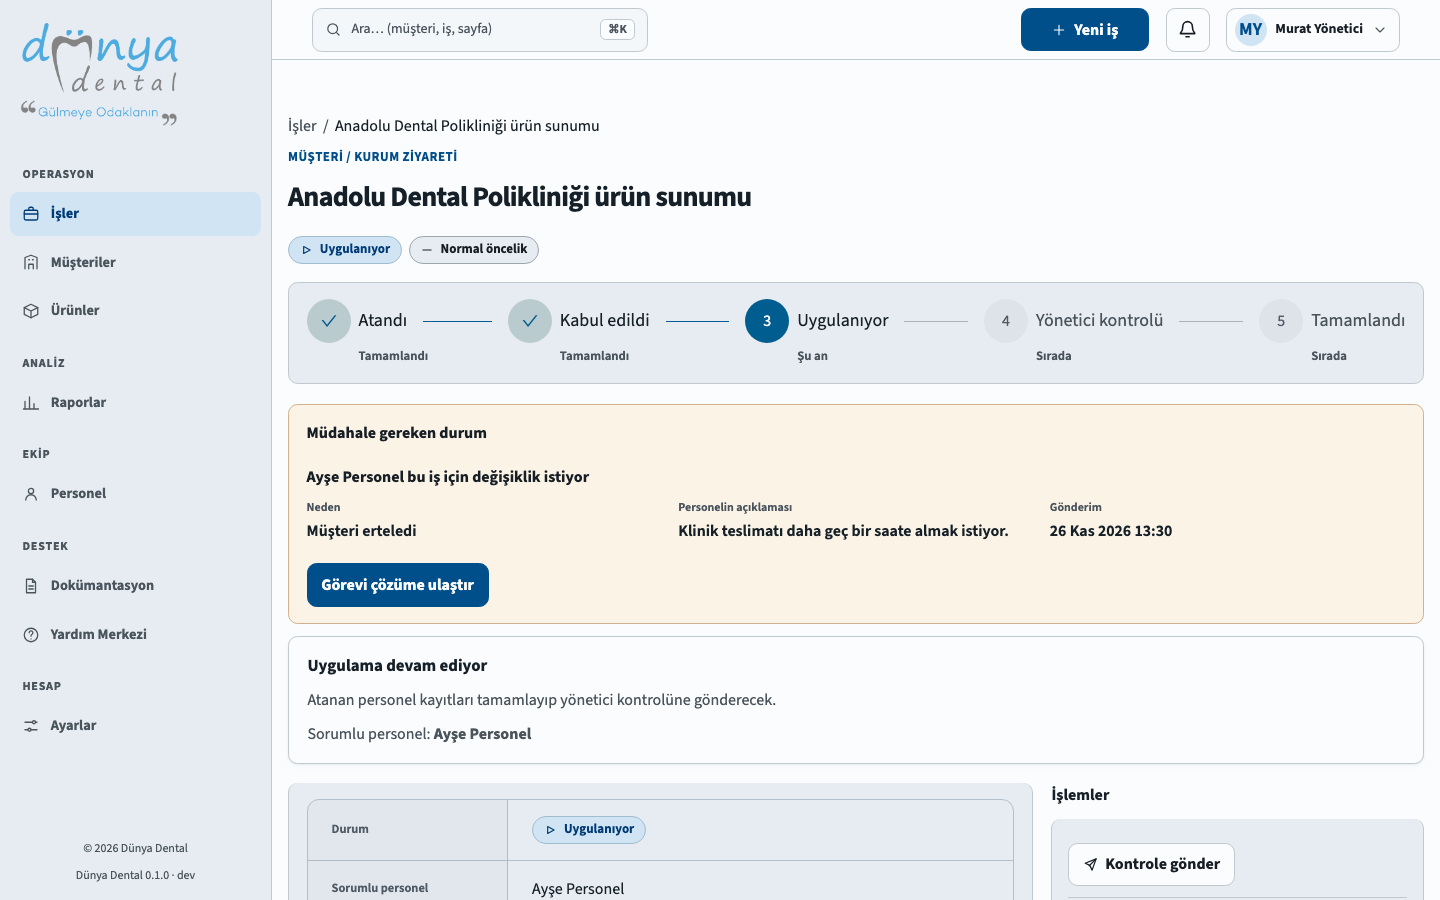 dünya
dental
“Gülmeye Odaklanın”
OPERASYON
İşler
Müşteriler
Ürünler
ANALİZ
Raporlar
EKİP
Personel
DESTEK
Dokümantasyon
Yardım Merkezi
HESAP
Ayarlar
© 2026 Dünya Dental
Dünya Dental 0.1.0 · dev
Ara… (müşteri, iş, sayfa) ⌘K
Yeni iş
MY Murat Yönetici
İşler / Anadolu Dental Polikliniği ürün sunumu
MÜŞTERİ / KURUM ZİYARETİ
Anadolu Dental Polikliniği ürün sunumu
Uygulanıyor Normal öncelik
Atandı Kabul edildi 3 Uygulanıyor 4 Yönetici kontrolü 5 Tamamlandı
Tamamlandı Tamamlandı Şu an Sırada Sırada
Müdahale gereken durum
Ayşe Personel bu iş için değişiklik istiyor
Neden Personelin açıklaması Gönderim
Müşteri erteledi Klinik teslimatı daha geç bir saate almak istiyor. 26 Kas 2026 13:30
Görevi çözüme ulaştır
Uygulama devam ediyor
Atanan personel kayıtları tamamlayıp yönetici kontrolüne gönderecek.
Sorumlu personel: Ayşe Personel
Durum Uygulanıyor
Sorumlu personel Ayşe Personel
İşlemler
Kontrole gönder